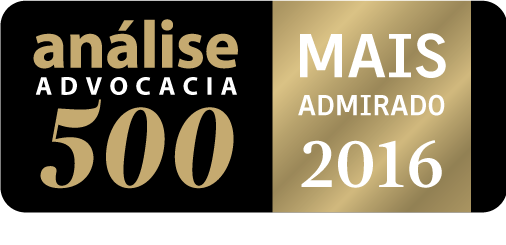 análise
ADVOCACIA
500
MAIS
ADMIRADO
2016